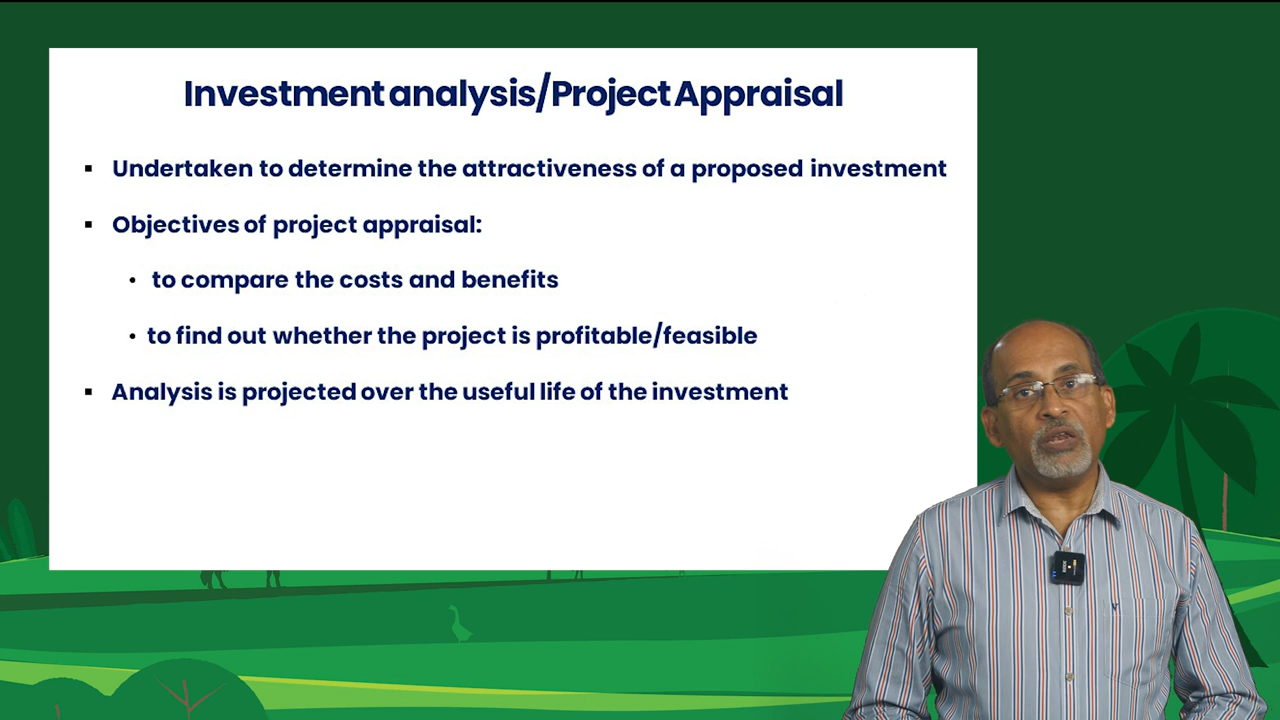 Investment analysis/Project Appraisal
▪ Undertaken to determine the attractiveness of a proposed investment
▪ Objectives of project appraisal:
• to compare the costs and benefits
• to find out whether the project is profitable/feasible
▪ Analysis is projected over the useful life of the investment